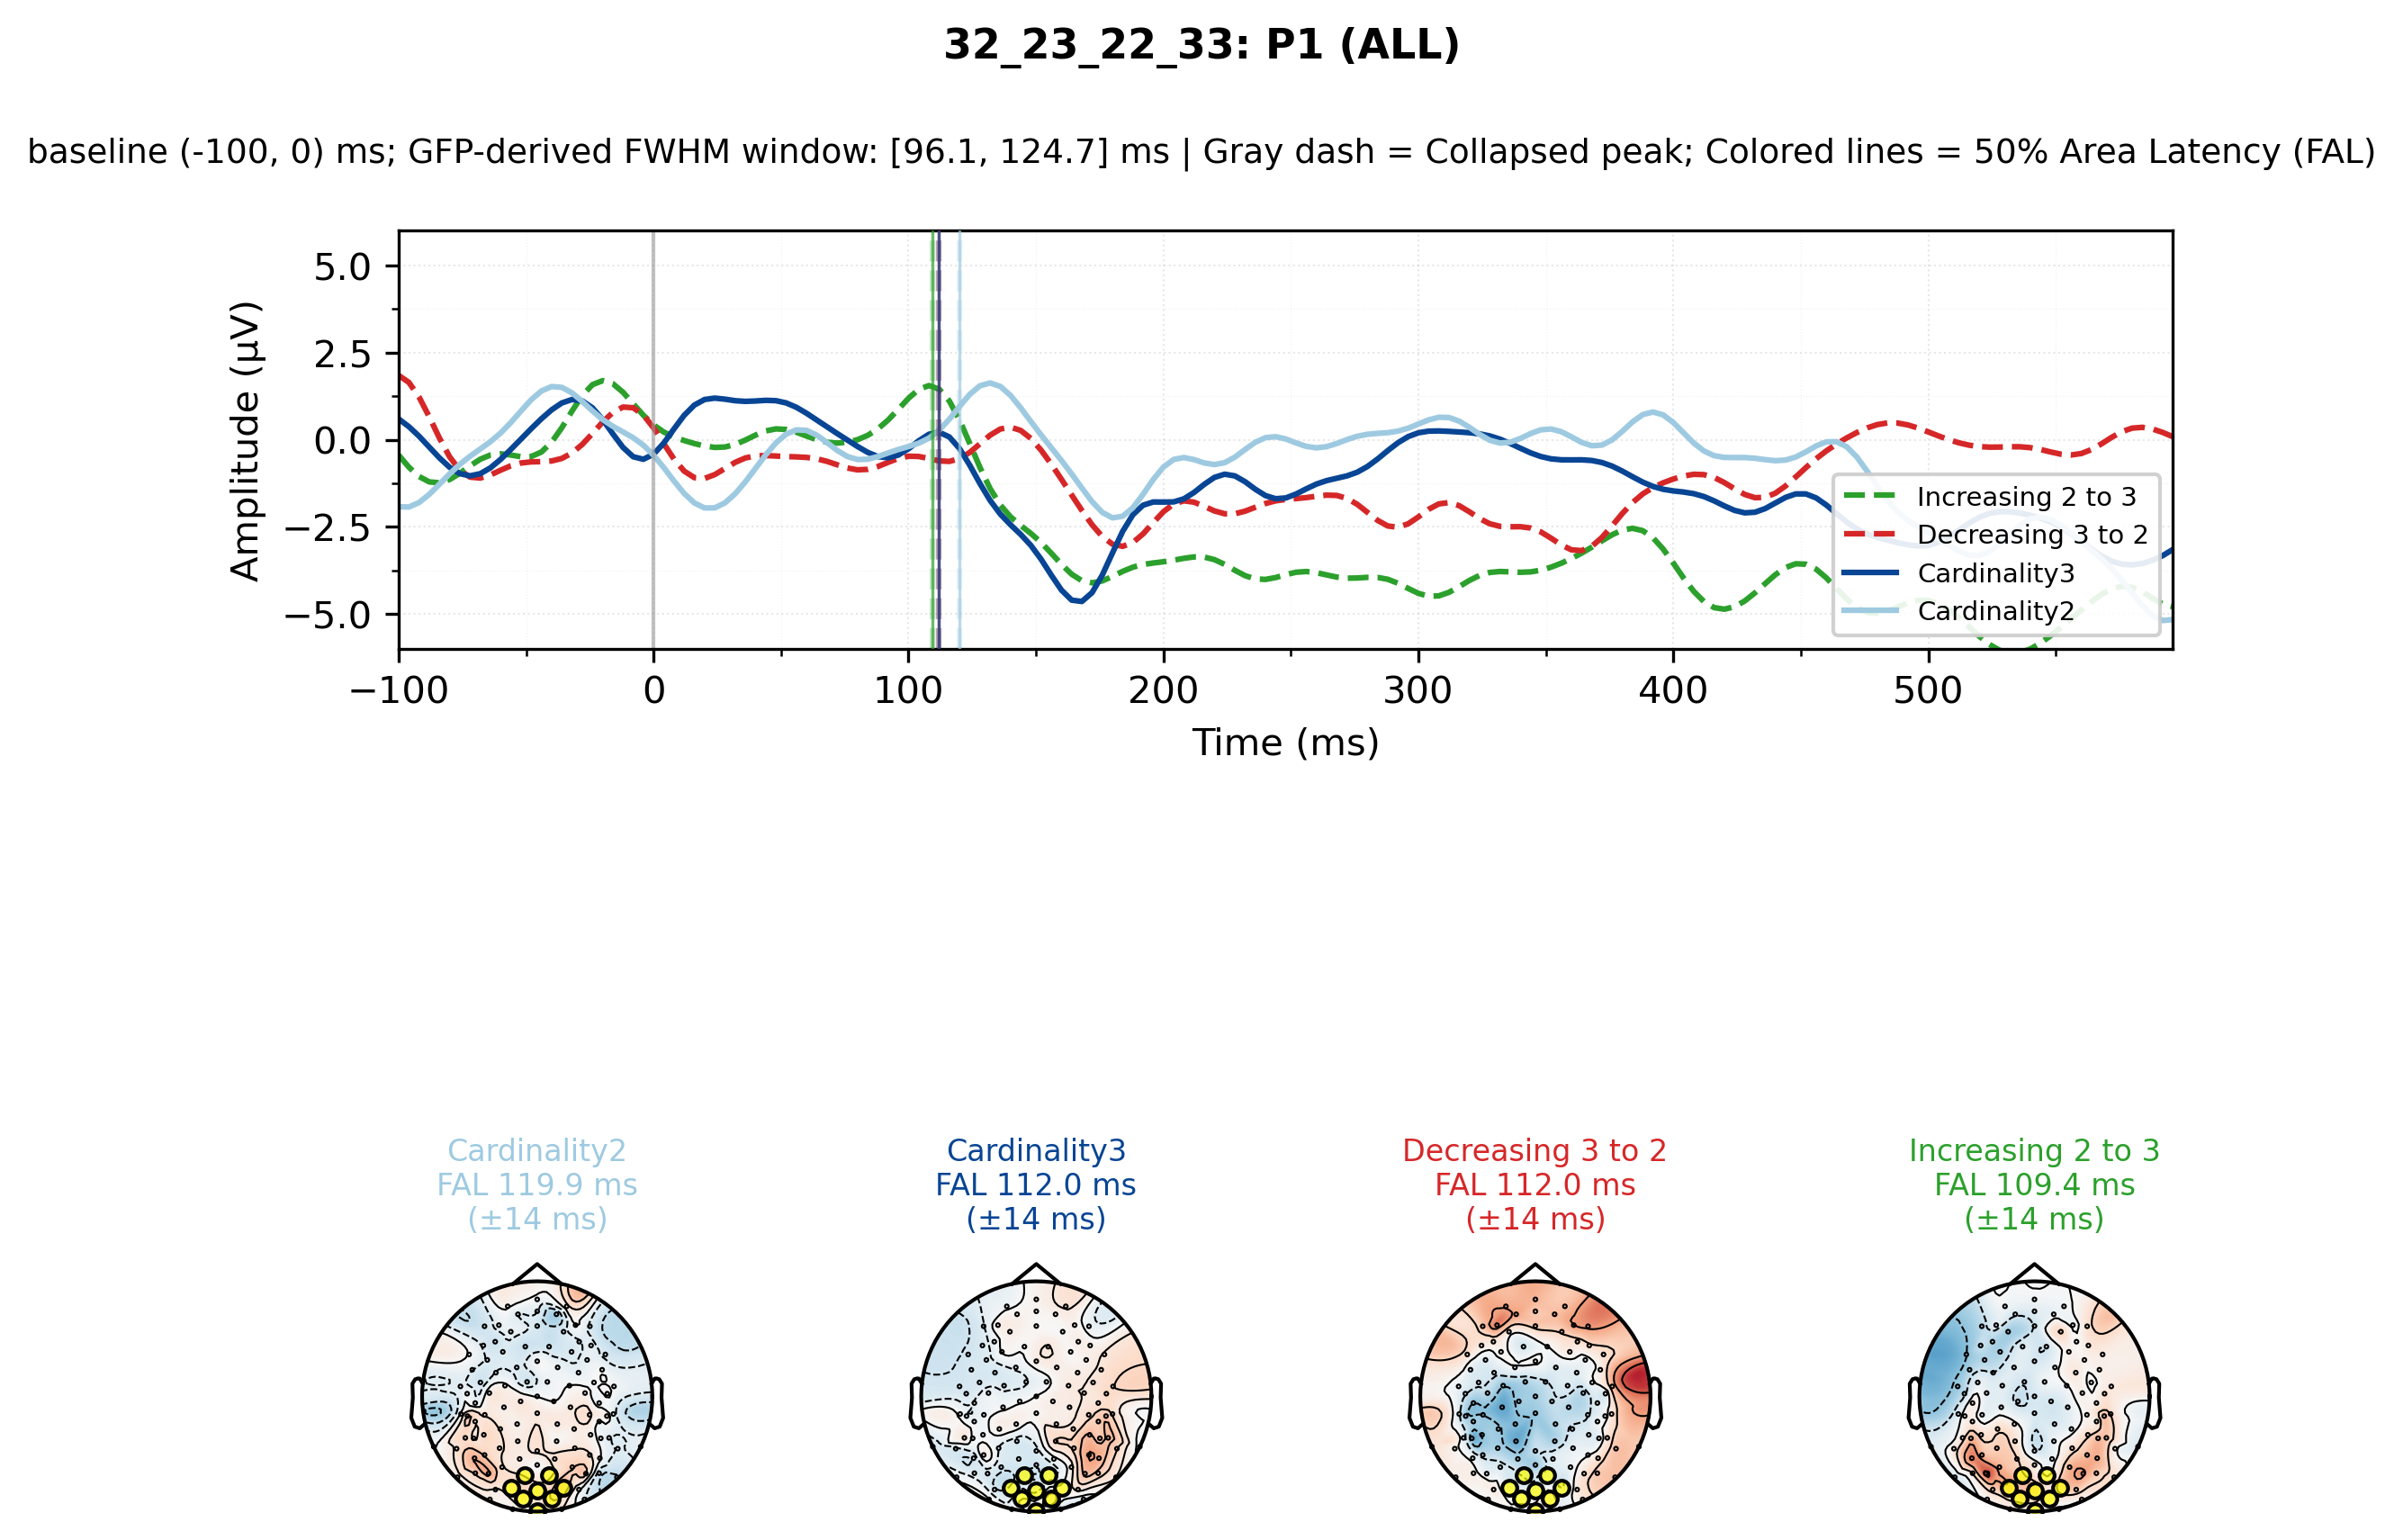 32_23_22_33: P1 (ALL)
baseline (-100, 0) ms; GFP-derived FWHM window: [96.1, 124.7] ms | Gray dash = Collapsed peak; Colored lines = 50% Area Latency (FAL)
Amplitude (µV)
5.0
2.5
0.0
−2.5
−5.0
Increasing 2 to 3
Decreasing 3 to 2
Cardinality3
Cardinality2
−100 0 100 200 300 400 500
Time (ms)
Cardinality2
FAL 119.9 ms
(±14 ms)
Cardinality3
FAL 112.0 ms
(±14 ms)
Decreasing 3 to 2
FAL 112.0 ms
(±14 ms)
Increasing 2 to 3
FAL 109.4 ms
(±14 ms)